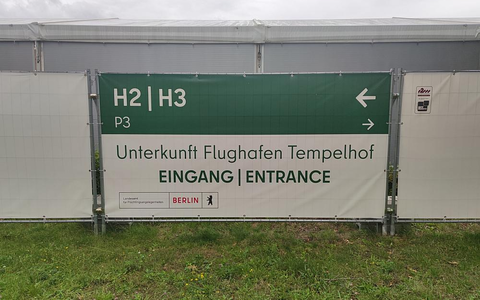 H2 | H3 ←
P3 →
Unterkunft Flughafen Tempelhof
EINGANG | ENTRANCE
BERLIN